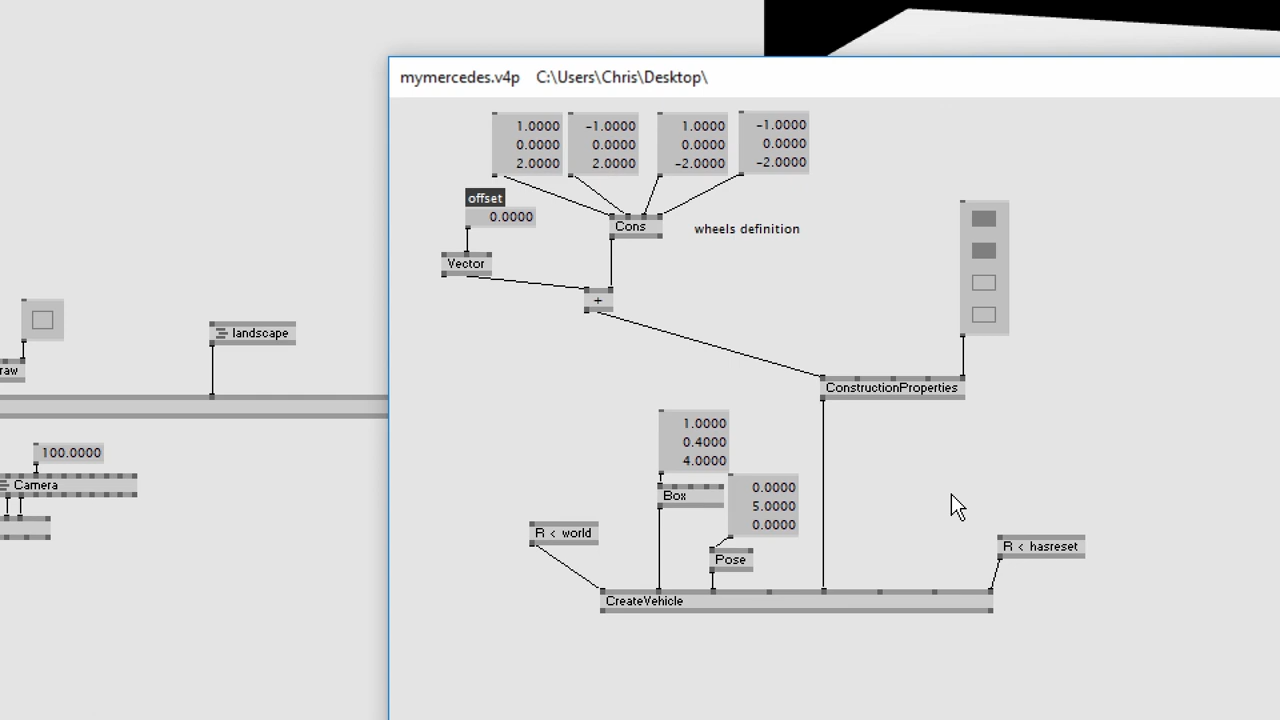 mymercedes.v4p C:\Users\Chris\Desktop\
1.0000 -1.0000 1.0000 -1.0000
0.0000 0.0000 0.0000 0.0000
2.0000 2.0000 -2.0000 -2.0000
offset
0.0000
Cons
wheels definition
Vector
+
landscape
raw
ConstructionProperties
1.0000
0.4000
4.0000
100.0000
Camera
Box
0.0000
5.0000
0.0000
R < world
Pose
R < hasreset
CreateVehicle